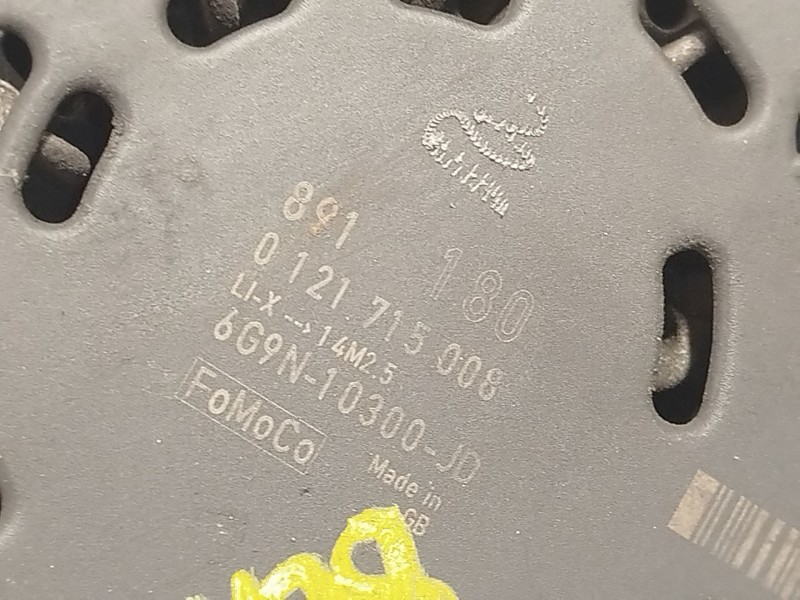 891
180
0 121 715 008
LI-X --> 14M2.5
6G9N-10300-JD
FoMoCo
Made in
GB